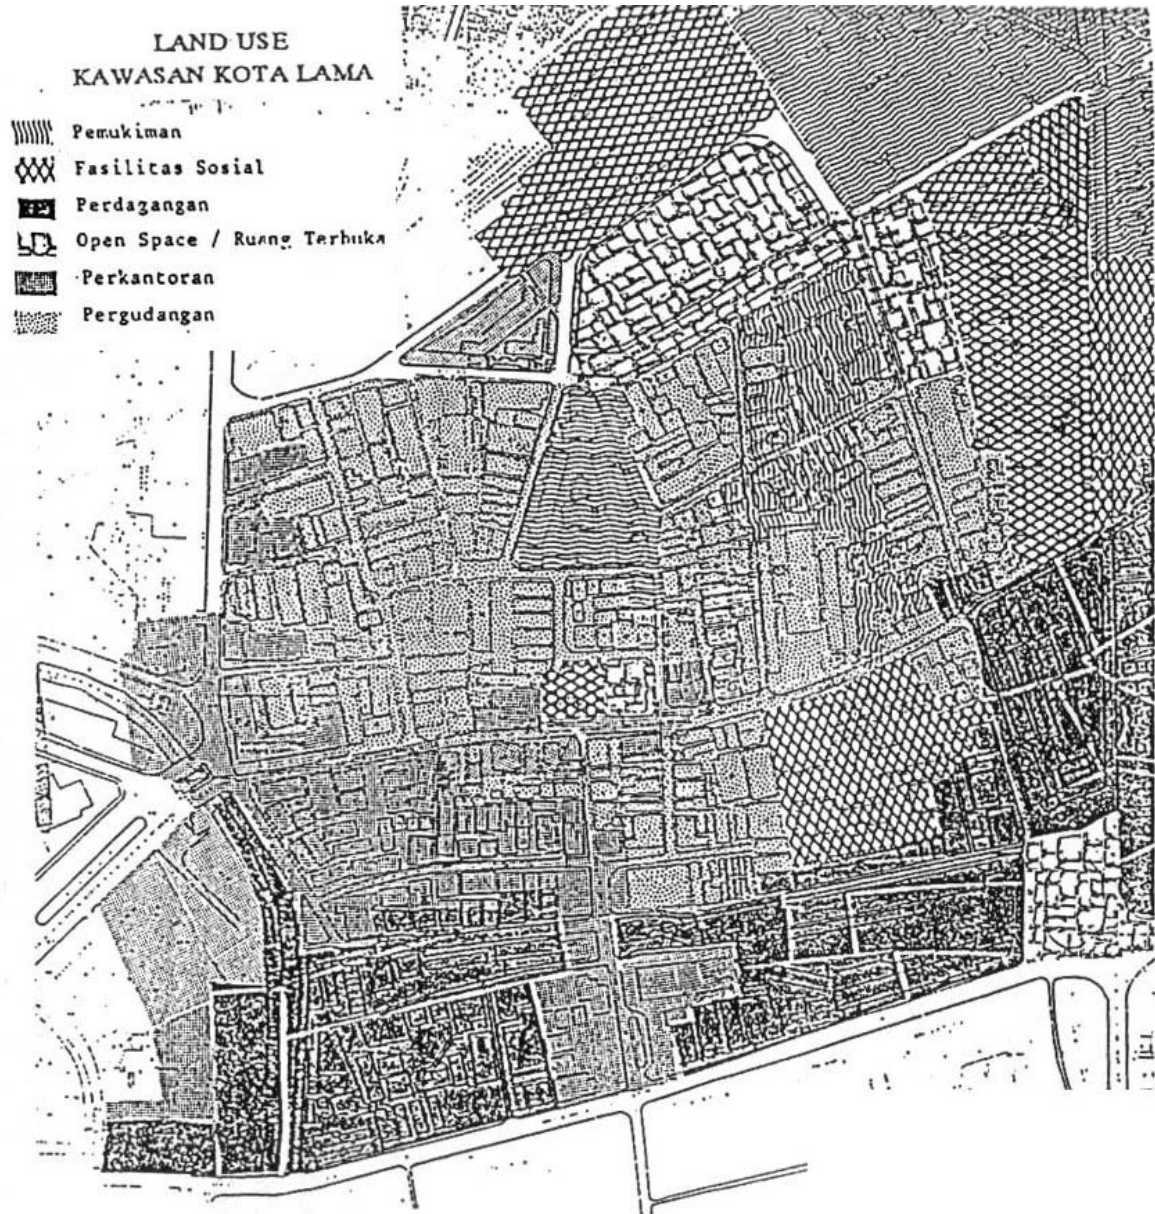 LAND USE
KAWASAN KOTA LAMA
Pemukiman
Fasilitas Sosial
Perdagangan
Open Space / Ruang Terbuka
Perkantoran
Pergudangan